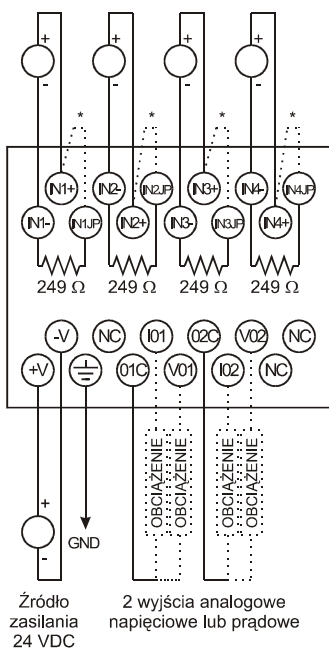 + + + +
- - - -
* * * *
IN1+ IN2- IN2JP IN3+ IN4- IN4JP
IN1- IN1JP IN2+ IN3- IN3JP IN4+
249 Ω 249 Ω 249 Ω 249 Ω
-V NC I01 02C V02 NC
+V 01C V01 I02 NC
OBCIĄŻENIE OBCIĄŻENIE OBCIĄŻENIE OBCIĄŻENIE
+
-
GND
Źródło
zasilania
24 VDC
2 wyjścia analogowe
napięciowe lub prądowe